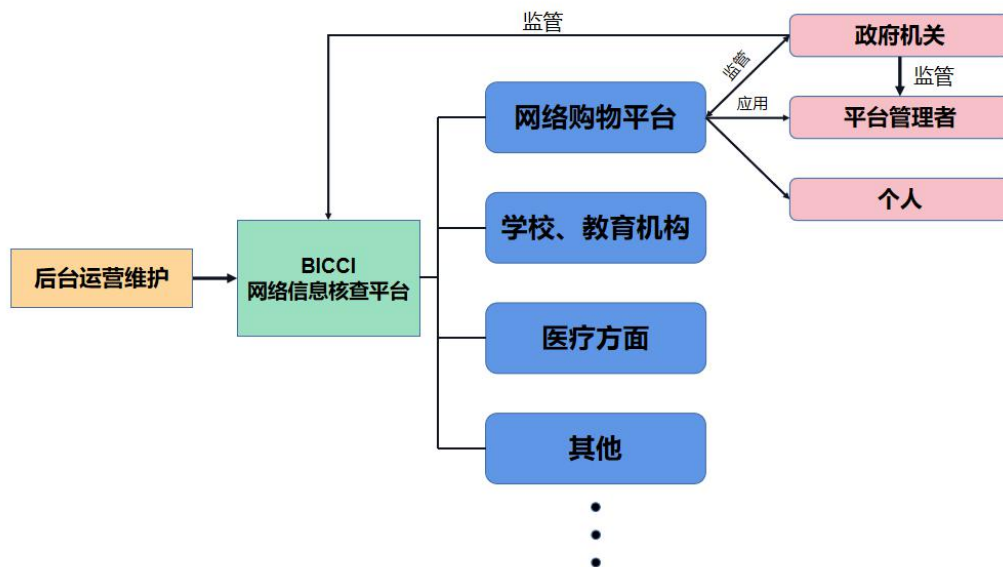 监管
政府机关
监管
监管
网络购物平台
应用
平台管理者
个人
学校、教育机构
BICCI
网络信息核查平台
后台运营维护
医疗方面
其他